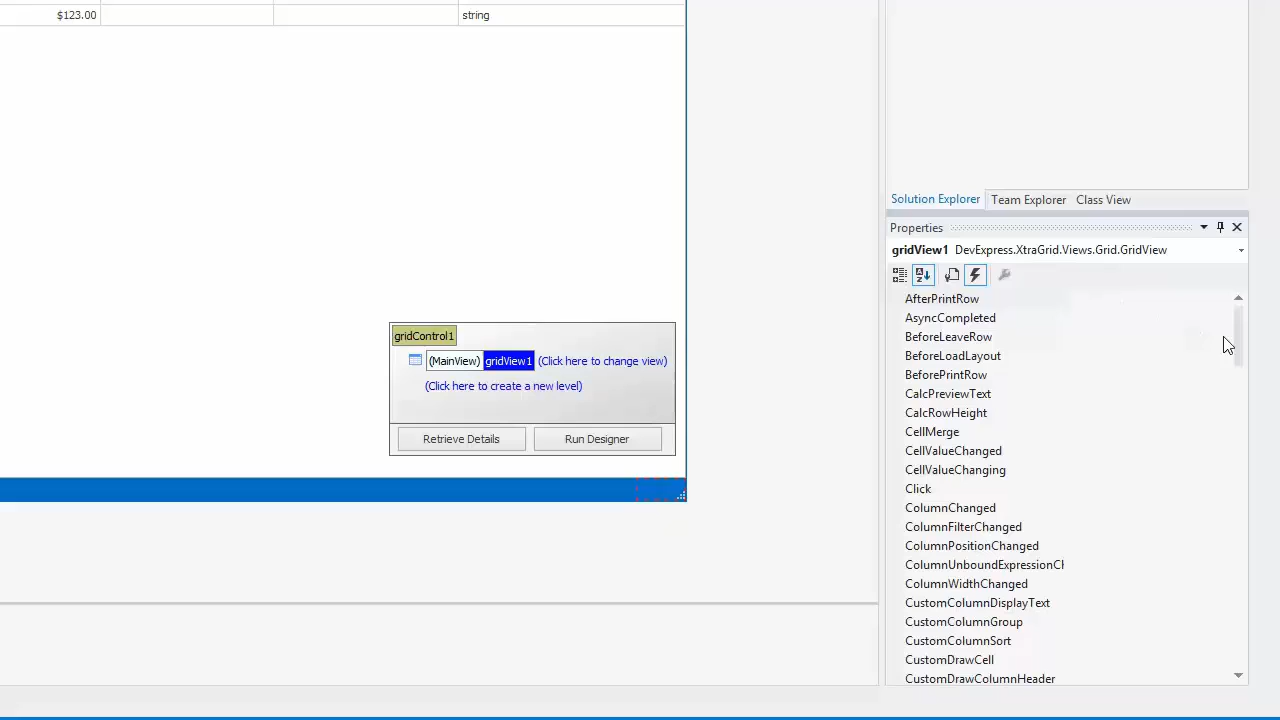 $123.00 string
Solution Explorer Team Explorer Class View
Properties
gridView1 DevExpress.XtraGrid.Views.Grid.GridView
AfterPrintRow
AsyncCompleted
BeforeLeaveRow
BeforeLoadLayout
BeforePrintRow
CalcPreviewText
CalcRowHeight
CellMerge
CellValueChanged
CellValueChanging
Click
ColumnChanged
ColumnFilterChanged
ColumnPositionChanged
ColumnUnboundExpressionCl
ColumnWidthChanged
CustomColumnDisplayText
CustomColumnGroup
CustomColumnSort
CustomDrawCell
CustomDrawColumnHeader
gridControl1
(MainView) gridView1 (Click here to change view)
(Click here to create a new level)
Retrieve Details Run Designer